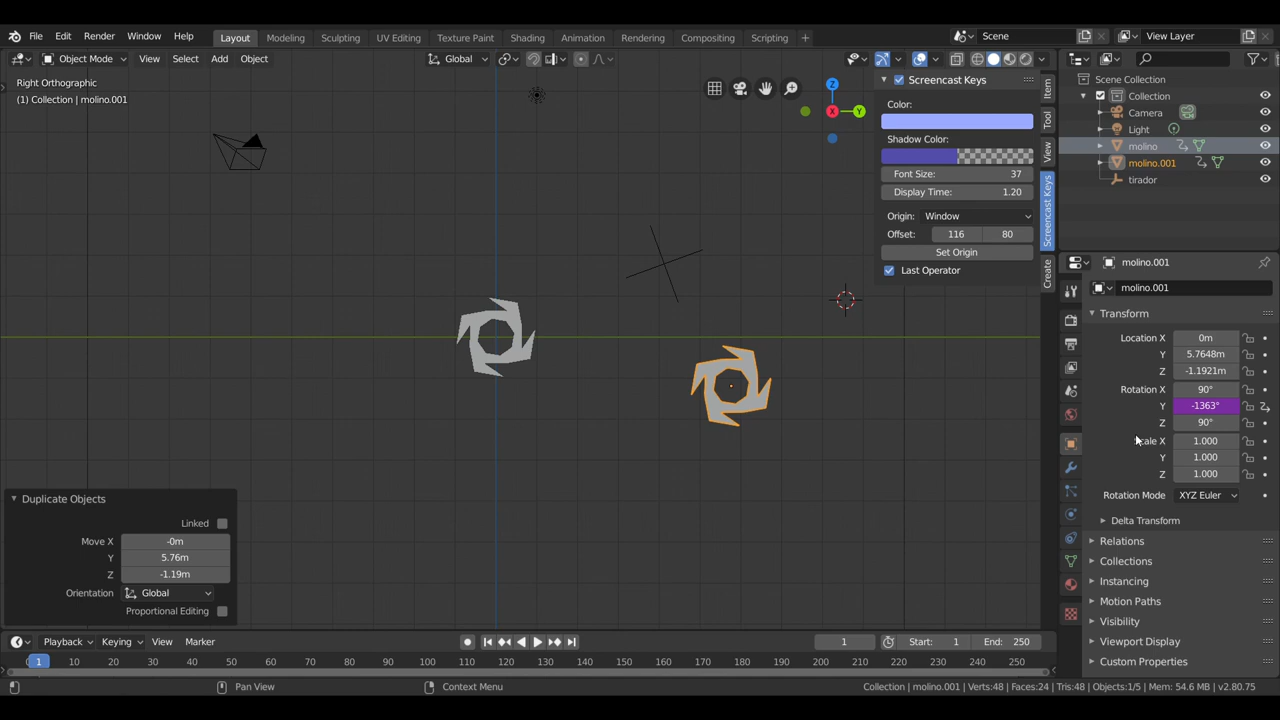 File Edit Render Window Help Layout Modeling Sculpting UV Editing Texture Paint Shading Animation Rendering Compositing Scripting + Scene View Layer
Object Mode View Select Add Object Global
Right Orthographic
(1) Collection | molino.001
Screencast Keys
Color:
Shadow Color:
Font Size: 37
Display Time: 1.20
Origin: Window
Offset: 116 80
Set Origin
Last Operator
Item
Tool
View
Screencast Keys
Create
Z
X
Y
Scene Collection
Collection
Camera
Light
molino
molino.001
tirador
molino.001
molino.001
Transform
Location X 0m
Y 5.7648m
Z -1.1921m
Rotation X 90°
Y -1363°
Z 90°
Scale X 1.000
Y 1.000
Z 1.000
Rotation Mode XYZ Euler
Delta Transform
Relations
Collections
Instancing
Motion Paths
Visibility
Viewport Display
Custom Properties
Duplicate Objects
Linked
Move X -0m
Y 5.76m
Z -1.19m
Orientation Global
Proportional Editing
Playback Keying View Marker 1 Start: 1 End: 250
1 10 20 30 40 50 60 70 80 90 100 110 120 130 140 150 160 170 180 190 200 210 220 230 240 250
Pan View Context Menu Collection | molino.001 | Verts:48 | Faces:24 | Tris:48 | Objects:1/5 | Mem: 54.6 MB | v2.80.75